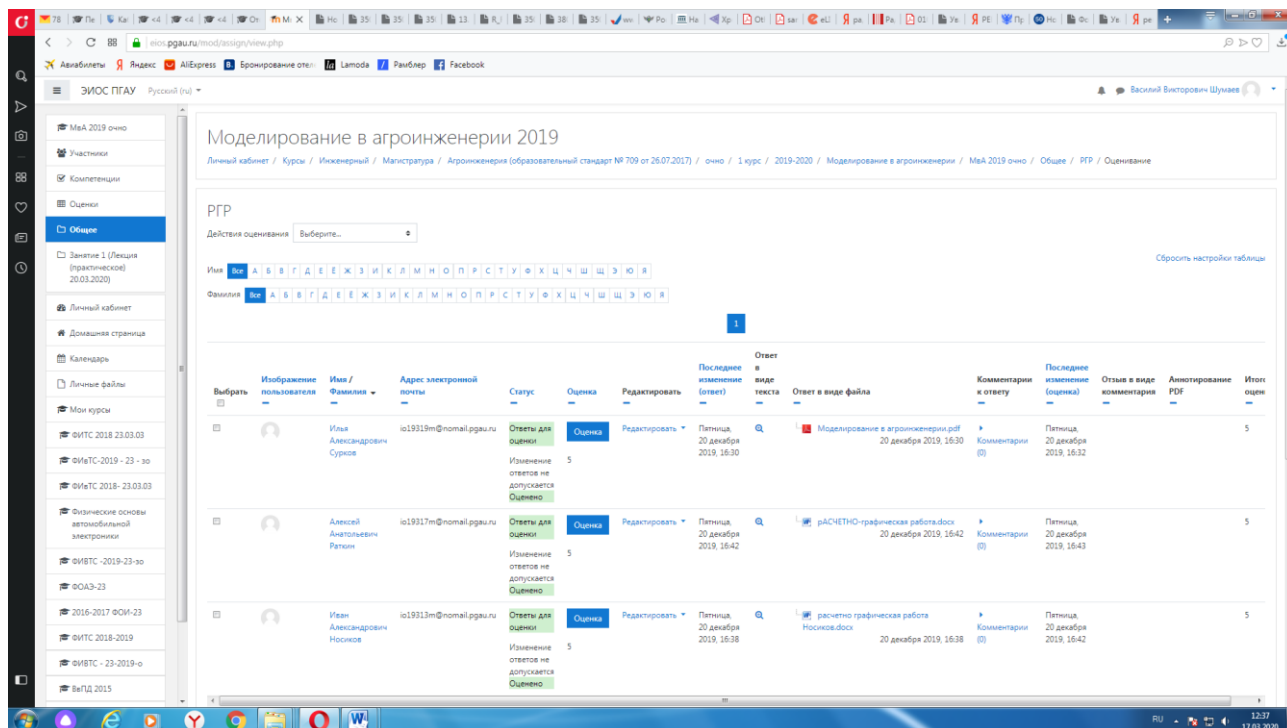 eios.pgau.ru/mod/assign/view.php
Авиабилеты Яндекс AliExpress Бронирование отел Lamoda Рамблер Facebook
ЭИОС ПГАУ Русский (ru)
Василий Викторович Шумаев
МвА 2019 очно
Участники
Компетенции
Оценки
Общее
Занятие 1 (Лекция
(практическое)
20.03.2020)
Личный кабинет
Домашняя страница
Календарь
Личные файлы
Мои курсы
ФИТС 2018 23.03.03
ФИвТС-2019 - 23 - зо
ФИвТС 2018- 23.03.03
Физические основы
автомобильной
электроники
ФИВТС -2019-23-зо
ФОАЭ-23
2016-2017 ФОИ-23
ФИТС 2018-2019
ФИВТС - 23-2019-о
ВеПД 2015
Моделирование в агроинженерии 2019
Личный кабинет / Курсы / Инженерный / Магистратура / Агроинженерия (образовательный стандарт № 709 от 26.07.2017) / очно / 1 курс / 2019-2020 / Моделирование в агроинженерии / МвА 2019 очно / Общее / РГР / Оценивание
РГР
Действия оценивания Выберите...
Сбросить настройки таблицы
Имя Все А Б В Г Д Е Ё Ж З И К Л М Н О П Р С Т У Ф Х Ц Ч Ш Щ Э Ю Я
Фамилия Все А Б В Г Д Е Ё Ж З И К Л М Н О П Р С Т У Ф Х Ц Ч Ш Щ Э Ю Я
1
Выбрать
Изображение
пользователя
Имя /
Фамилия
Адрес электронной
почты
Статус
Оценка
Редактировать
Последнее
изменение
(ответ)
Ответ
в
виде
текста
Ответ в виде файла
Комментарии
к ответу
Последнее
изменение
(оценка)
Отзыв в виде
комментария
Аннотирование
PDF
Итого
оцен
Илья
Александрович
Сурков
io19319m@nomail.pgau.ru
Ответы для
оценки
Изменение
ответов не
допускается
Оценено
Оценка
5
Редактировать
Пятница,
20 декабря
2019, 16:30
Моделирование в агроинженерии.pdf
20 декабря 2019, 16:30
Комментарии
(0)
Пятница,
20 декабря
2019, 16:32
5
Алексей
Анатольевич
Раткин
io19317m@nomail.pgau.ru
Ответы для
оценки
Изменение
ответов не
допускается
Оценено
Оценка
5
Редактировать
Пятница,
20 декабря
2019, 16:42
рАСЧЕТНО-графическая работа.docx
20 декабря 2019, 16:42
Комментарии
(0)
Пятница,
20 декабря
2019, 16:43
5
Иван
Александрович
Носиков
io19313m@nomail.pgau.ru
Ответы для
оценки
Изменение
ответов не
допускается
Оценено
Оценка
5
Редактировать
Пятница,
20 декабря
2019, 16:38
расчетно графическая работа
Носиков.docx
20 декабря 2019, 16:38
Комментарии
(0)
Пятница,
20 декабря
2019, 16:42
5
RU
12:37
17.03.2020